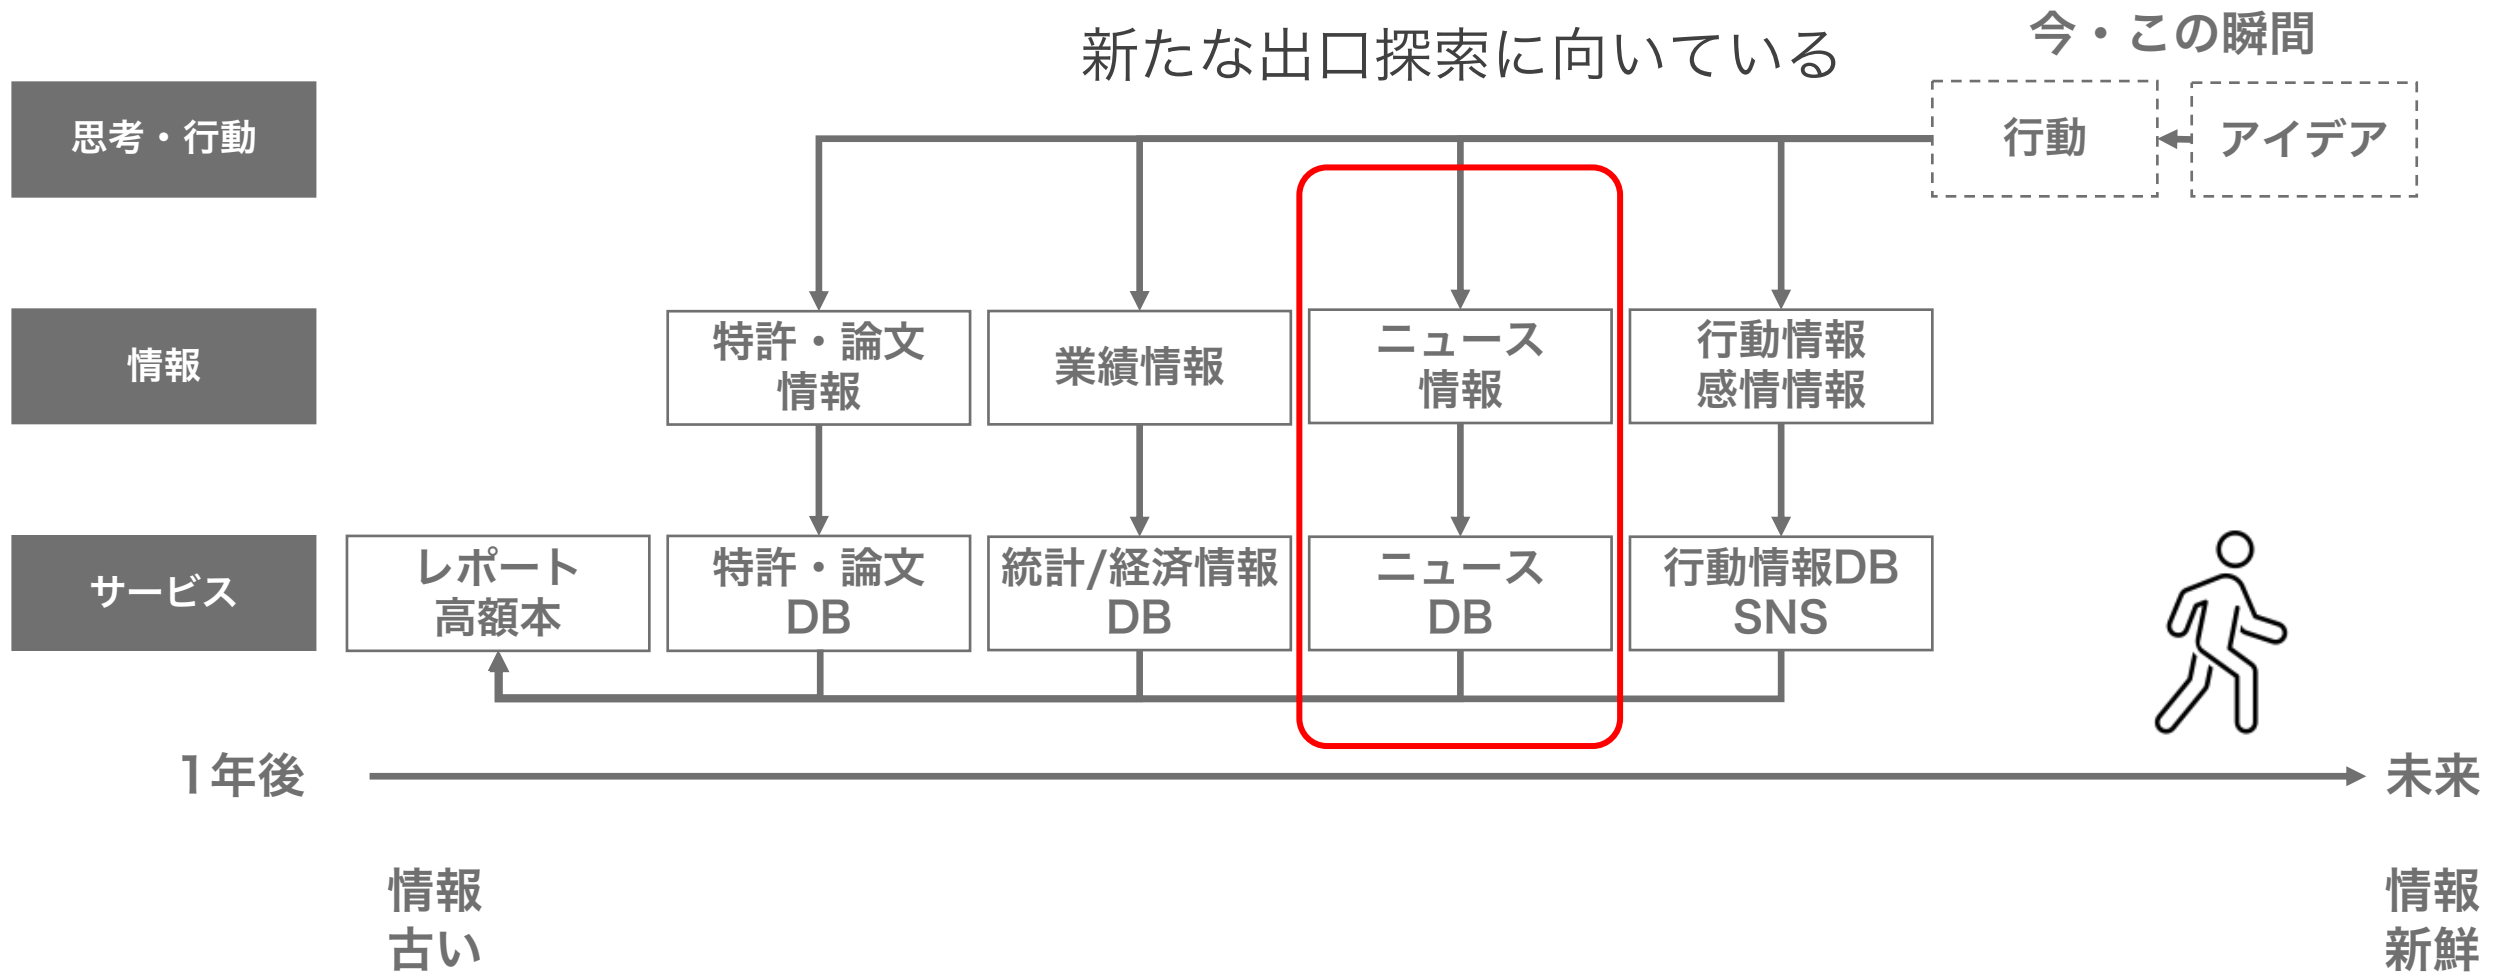 新たな出口探索に向いている
今・この瞬間
思考・行動
行動
アイデア
情報
特許・論文
情報
業績情報
ニュース
情報
行動情報
感情情報
サービス
レポート
書籍本
特許・論文
DB
統計/経済情報
DB
ニュース
DB
行動情報DB
SNS
1年後
未来
情報
古い
情報
新鮮